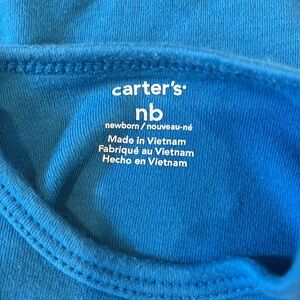 carter's®
nb
newborn / nouveau-né
Made in Vietnam
Fabriqué au Vietnam
Hecho en Vietnam